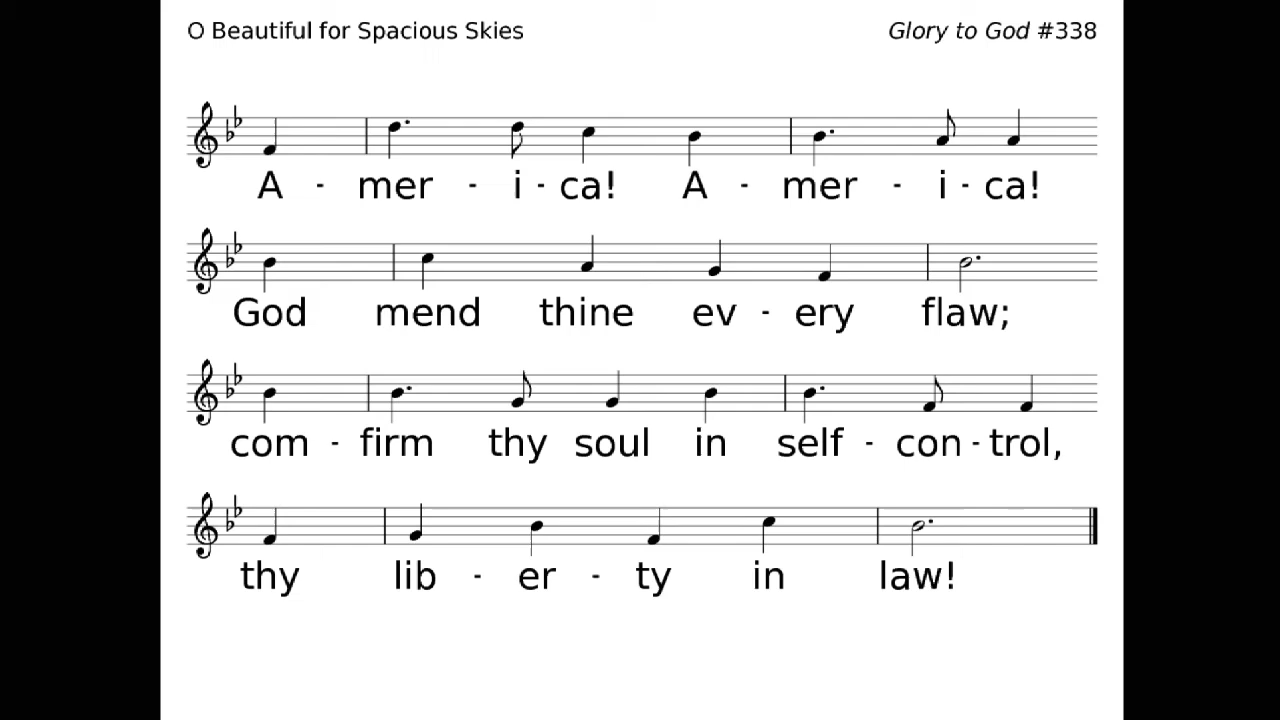 O Beautiful for Spacious Skies Glory to God #338
A - mer - i - ca! A - mer - i - ca!
God mend thine ev - ery flaw;
com - firm thy soul in self - con - trol,
thy lib - er - ty in law!